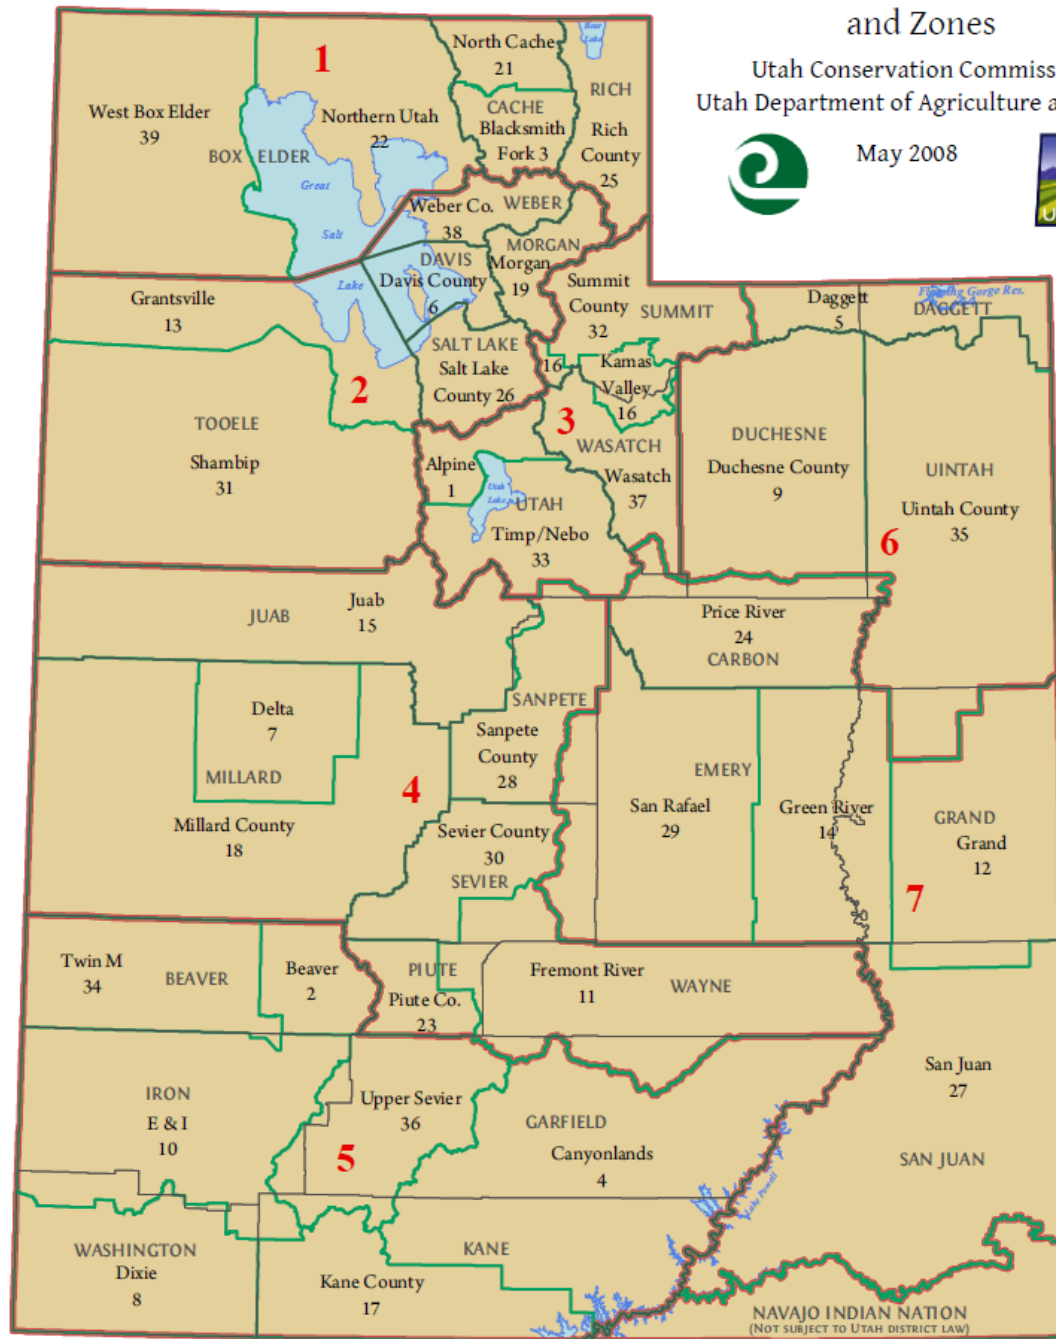 and Zones
Utah Conservation Commiss
Utah Department of Agriculture a
May 2008
U
1
North Cache
21
Bear
Lake
RICH
West Box Elder
39
Northern Utah
22
CACHE
Blacksmith
Fork 3
Rich
County
25
BOX ELDER
Great
Salt
Lake
Weber Co.
38
WEBER
MORGAN
Morgan
19
DAVIS
Davis County
6
Summit
County
32
SUMMIT
Daggett
5
Flaming Gorge Res.
DAGGETT
Grantsville
13
SALT LAKE
Salt Lake
County 26
16
Kamas
Valley
16
2
3
TOOELE
Shambip
31
WASATCH
Wasatch
37
DUCHESNE
Duchesne County
9
UINTAH
Uintah County
35
Alpine
1
Utah
Lake
UTAH
Timp/Nebo
33
6
JUAB
Juab
15
Price River
24
CARBON
SANPETE
Sanpete
County
28
Delta
7
MILLARD
4
Millard County
18
EMERY
San Rafael
29
Green River
14
GRAND
Grand
12
Sevier County
30
SEVIER
7
Twin M
34
BEAVER
Beaver
2
PIUTE
Piute Co.
23
Fremont River
11
WAYNE
San Juan
27
IRON
E & I
10
Upper Sevier
36
5
GARFIELD
Canyonlands
4
SAN JUAN
Lake Powell
WASHINGTON
Dixie
8
KANE
Kane County
17
NAVAJO INDIAN NATION
(NOT SUBJECT TO UTAH DISTRICT LAW)